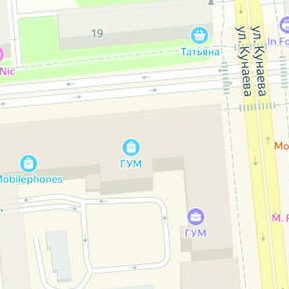 19
Татьяна
Nic
In Fo
ул. Кунаева
ул. Кунаева
ГУМ
Mobilephones
Мо
ГУМ
М. Я